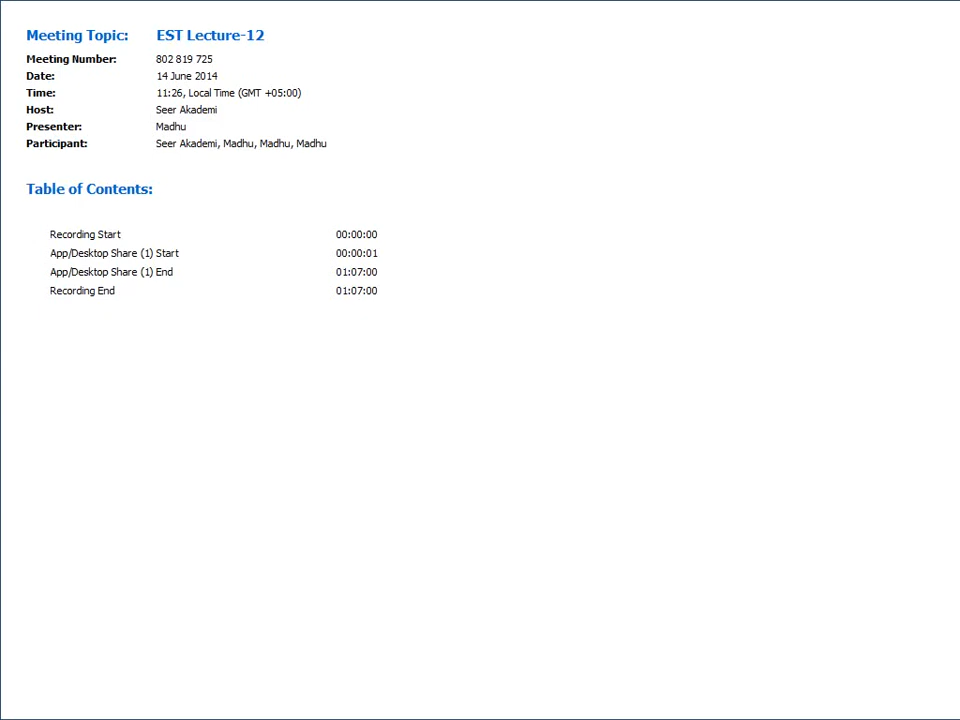 Meeting Topic: EST Lecture-12
Meeting Number: 802 819 725
Date: 14 June 2014
Time: 11:26, Local Time (GMT +05:00)
Host: Seer Akademi
Presenter: Madhu
Participant: Seer Akademi, Madhu, Madhu, Madhu
Table of Contents:
Recording Start 00:00:00
App/Desktop Share (1) Start 00:00:01
App/Desktop Share (1) End 01:07:00
Recording End 01:07:00